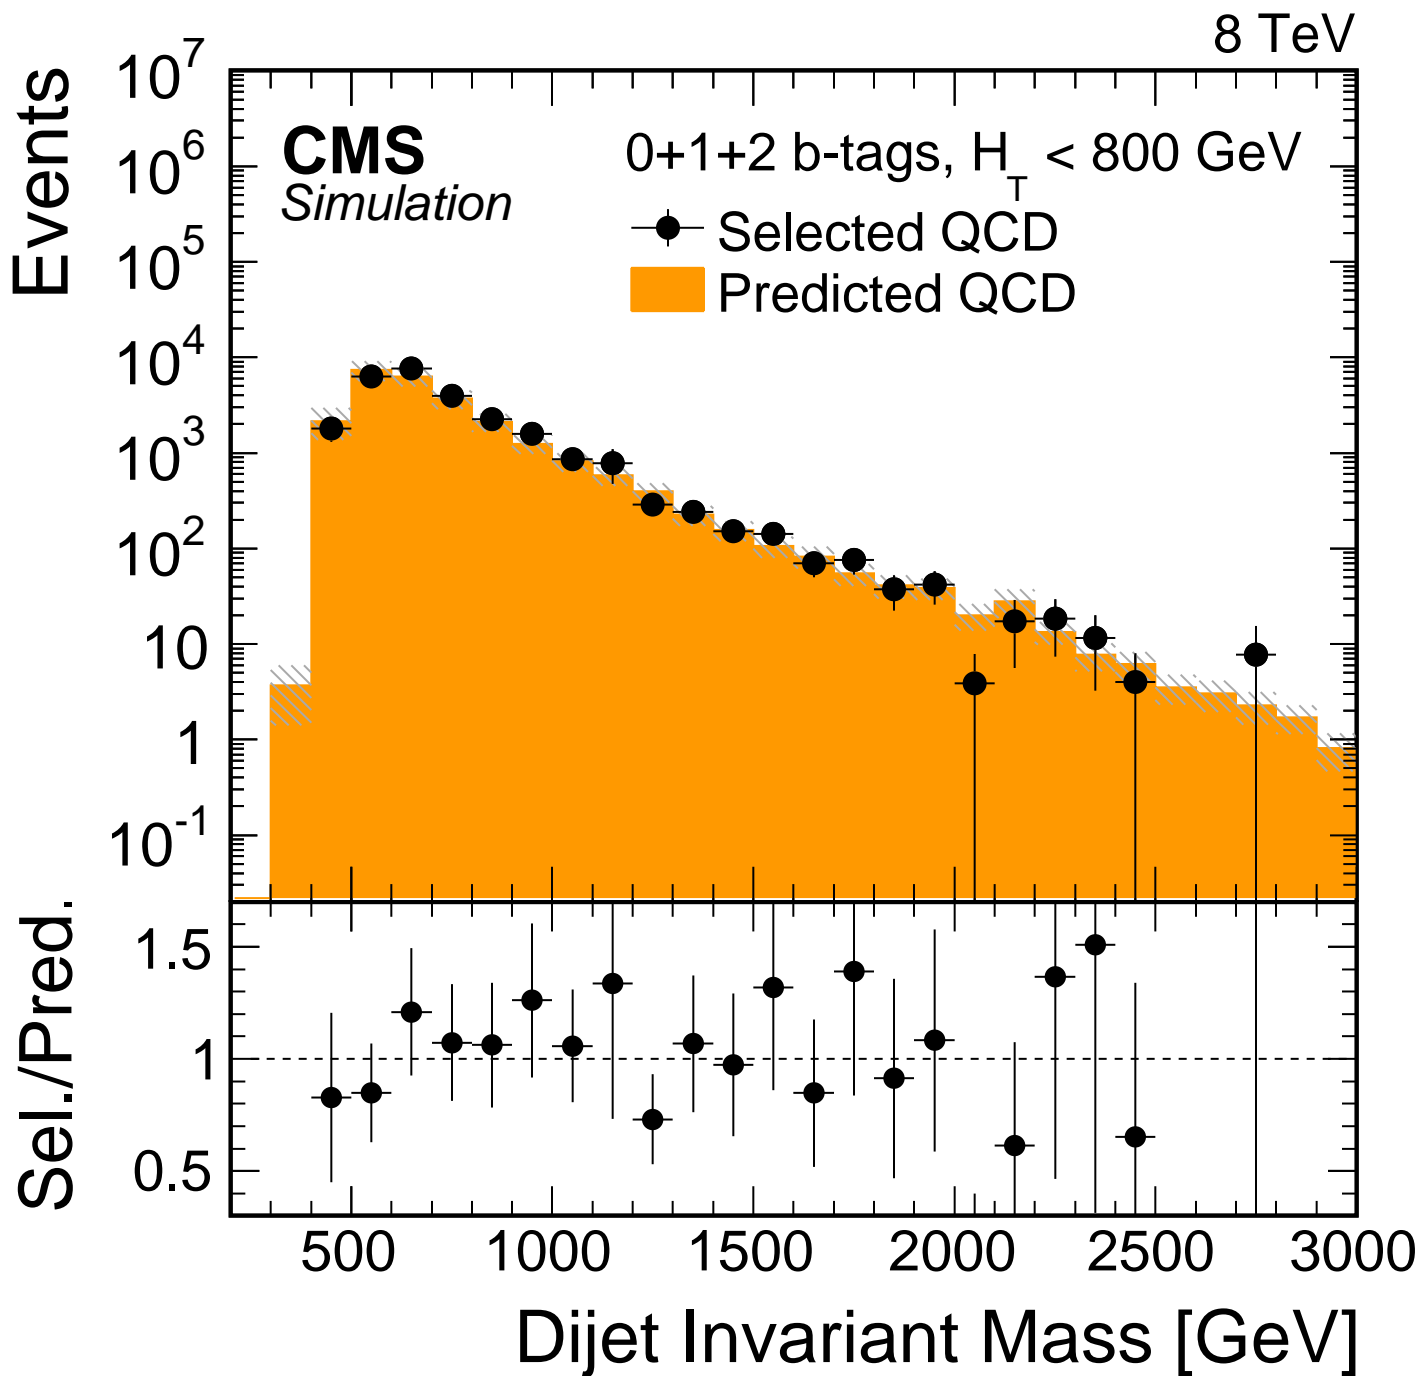 8 TeV
Events
10^7
10^6
10^5
10^4
10^3
10^2
10
1
10^-1
CMS
Simulation
0+1+2 b-tags, H_T < 800 GeV
Selected QCD
Predicted QCD
Sel./Pred.
1.5
1
0.5
500 1000 1500 2000 2500 3000
Dijet Invariant Mass [GeV]